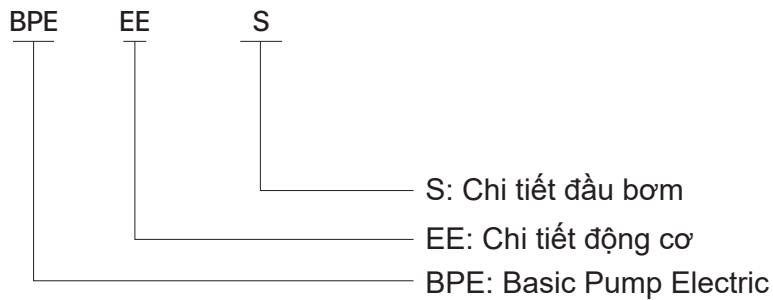 BPE EE S
S: Chi tiết đầu bơm
EE: Chi tiết động cơ
BPE: Basic Pump Electric